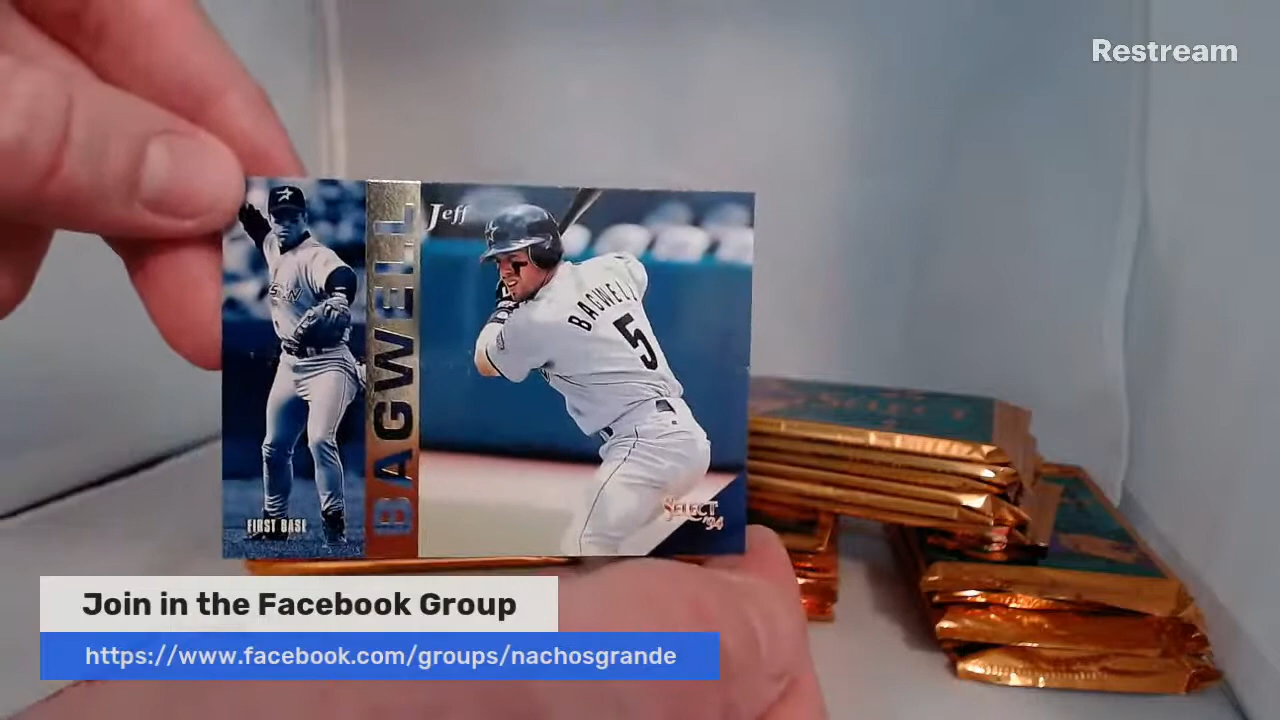 Restream
Jeff
BAGWELL
BAGWELL
5
FIRST BASE
SELECT
'94
SELECT
Join in the Facebook Group
https://www.facebook.com/groups/nachosgrande